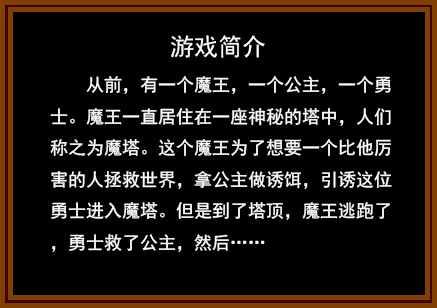 游戏简介
从前，有一个魔王，一个公主，一个勇
士。魔王一直居住在一座神秘的塔中，人们
称之为魔塔。这个魔王为了想要一个比他厉
害的人拯救世界，拿公主做诱饵，引诱这位
勇士进入魔塔。但是到了塔顶，魔王逃跑了
，勇士救了公主，然后……